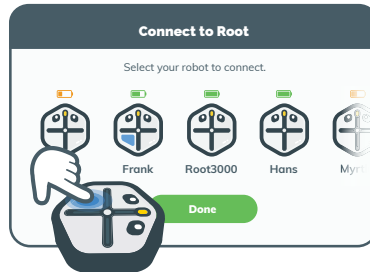 Connect to Root
Select your robot to connect.
Frank Root3000 Hans
Done